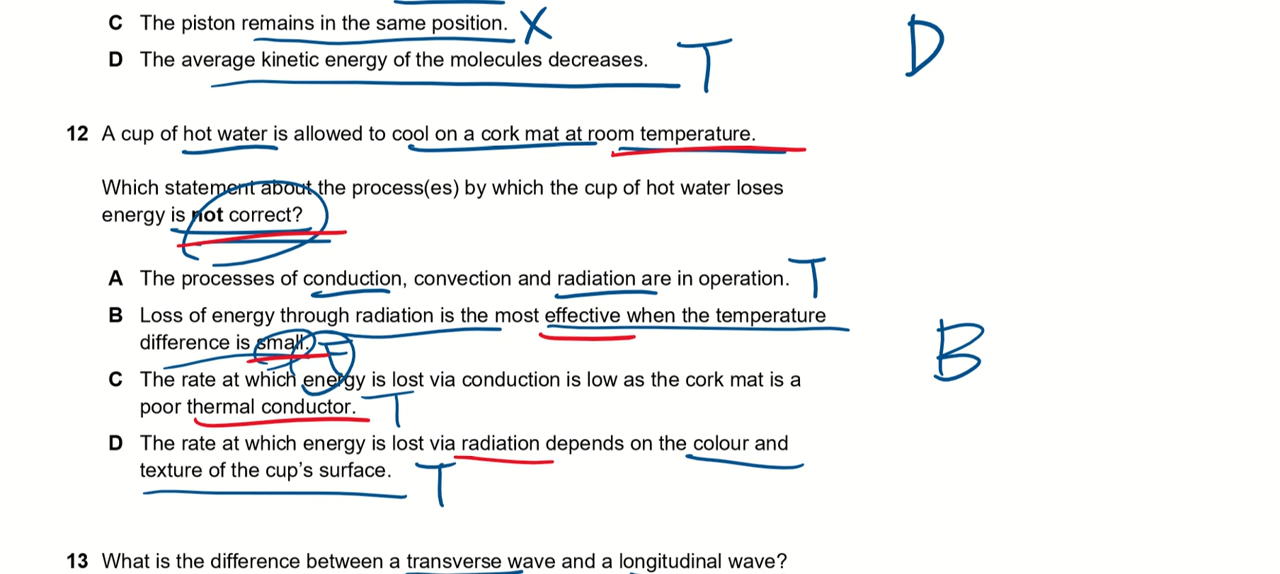 C The piston remains in the same position. X
D The average kinetic energy of the molecules decreases. T
D
12 A cup of hot water is allowed to cool on a cork mat at room temperature.
Which statement about the process(es) by which the cup of hot water loses
energy is not correct?
A The processes of conduction, convection and radiation are in operation. T
B Loss of energy through radiation is the most effective when the temperature
difference is small. F
B
C The rate at which energy is lost via conduction is low as the cork mat is a
poor thermal conductor. T
D The rate at which energy is lost via radiation depends on the colour and
texture of the cup's surface. T
13 What is the difference between a transverse wave and a longitudinal wave?